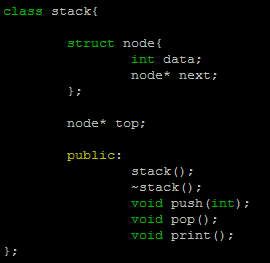 class stack{
struct node{
int data;
node* next;
};
node* top;
public:
stack();
~stack();
void push(int);
void pop();
void print();
};